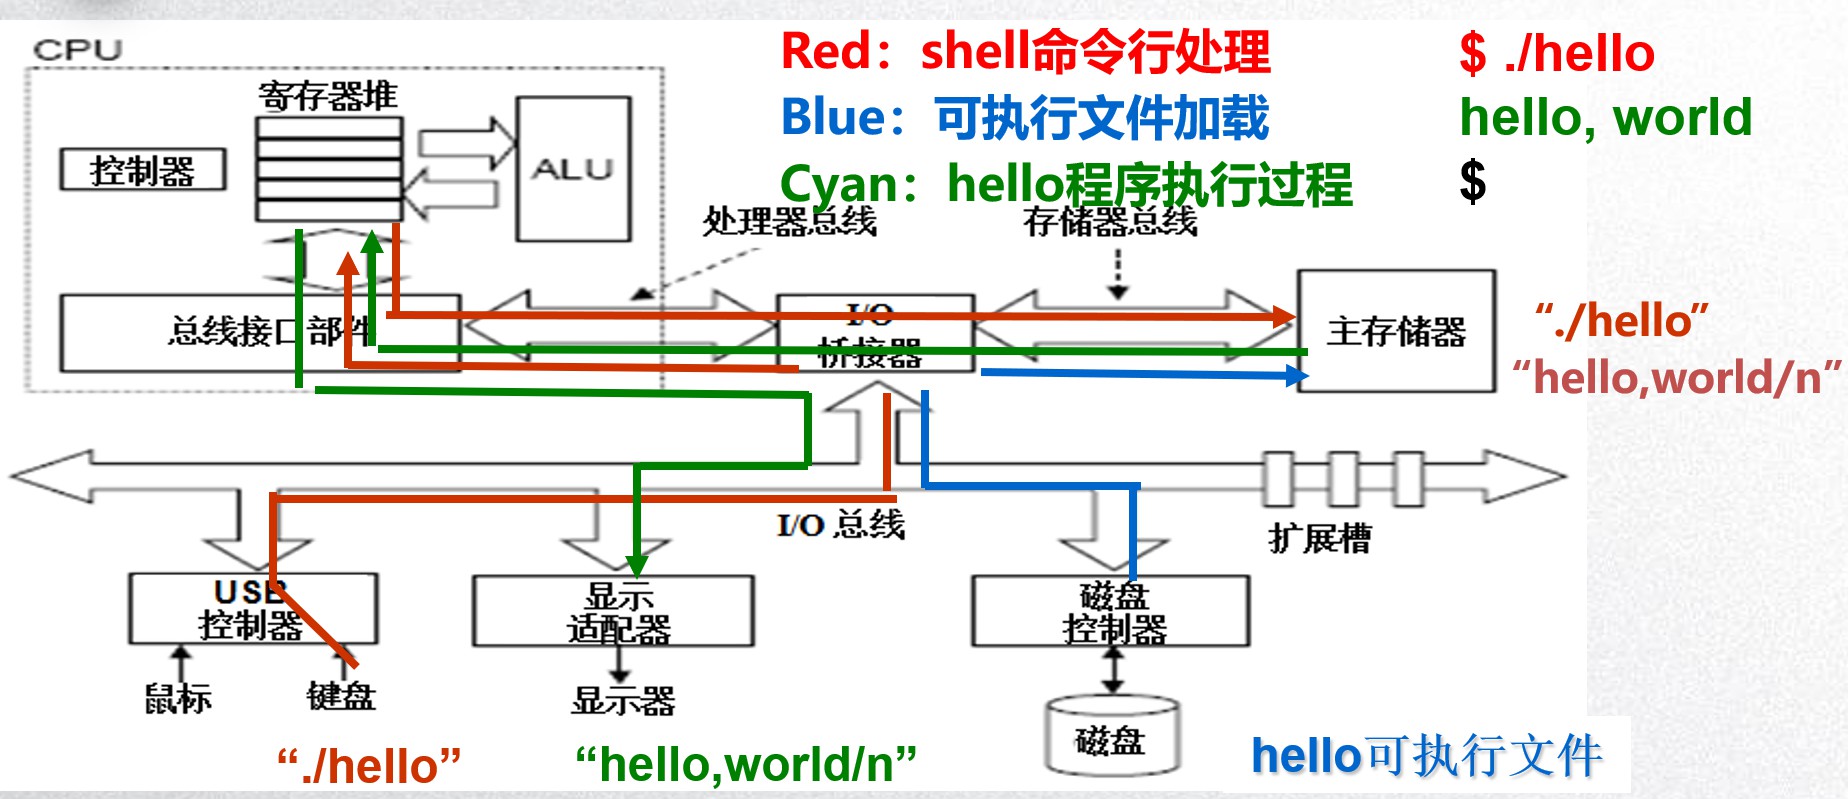 CPU
Red：shell命令行处理
$ ./hello
Blue：可执行文件加载
hello, world
Cyan：hello程序执行过程
$
寄存器堆
控制器
ALU
处理器总线
存储器总线
总线接口部件
I/O
桥接器
主存储器
“./hello”
“hello,world/n”
I/O 总线
扩展槽
USB
控制器
显示
适配器
磁盘
控制器
鼠标
键盘
显示器
磁盘
“./hello”
“hello,world/n”
hello可执行文件